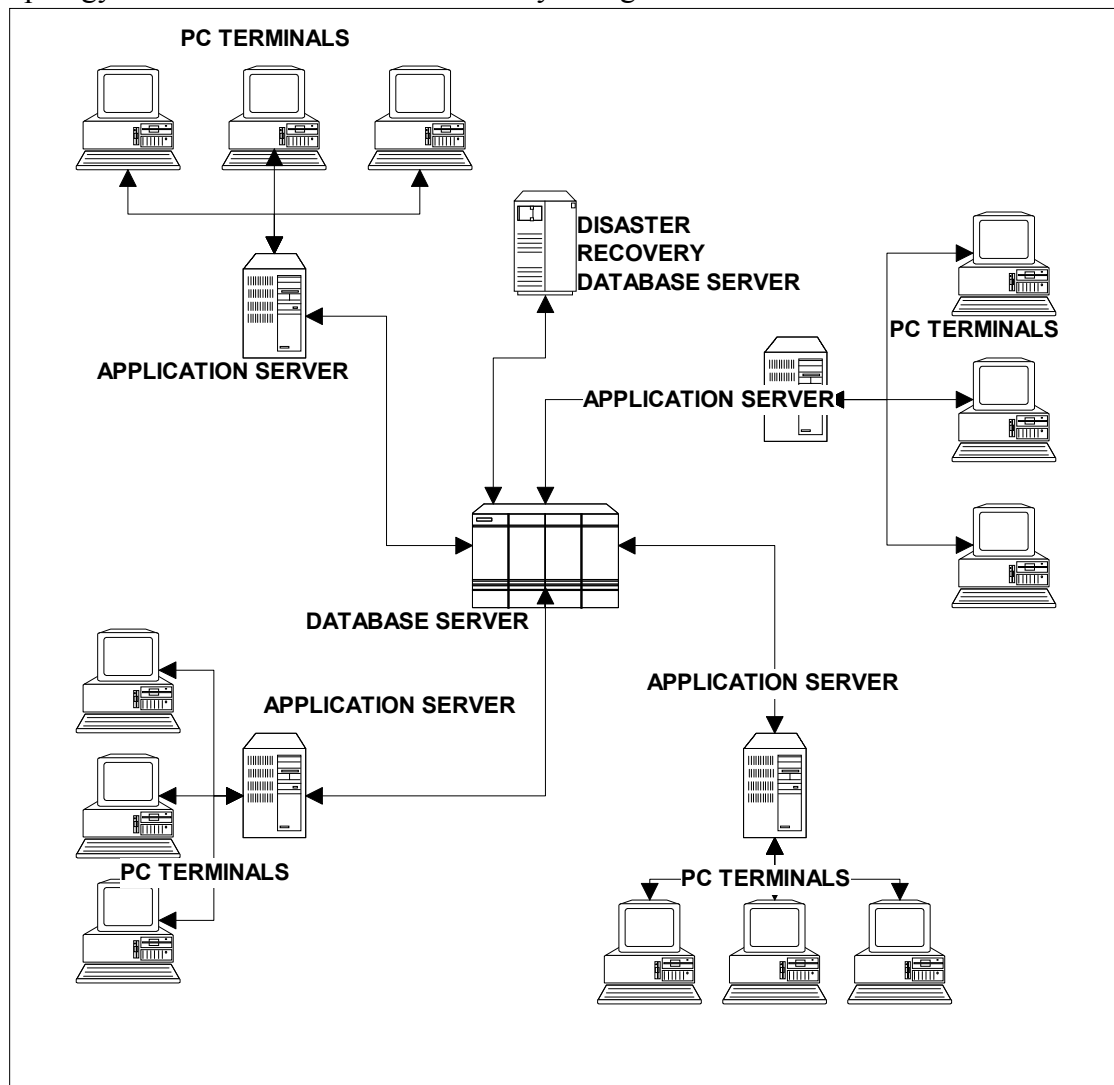 PC TERMINALS
DISASTER
RECOVERY
DATABASE SERVER
PC TERMINALS
APPLICATION SERVER
APPLICATION SERVER
DATABASE SERVER
APPLICATION SERVER
APPLICATION SERVER
PC TERMINALS
PC TERMINALS